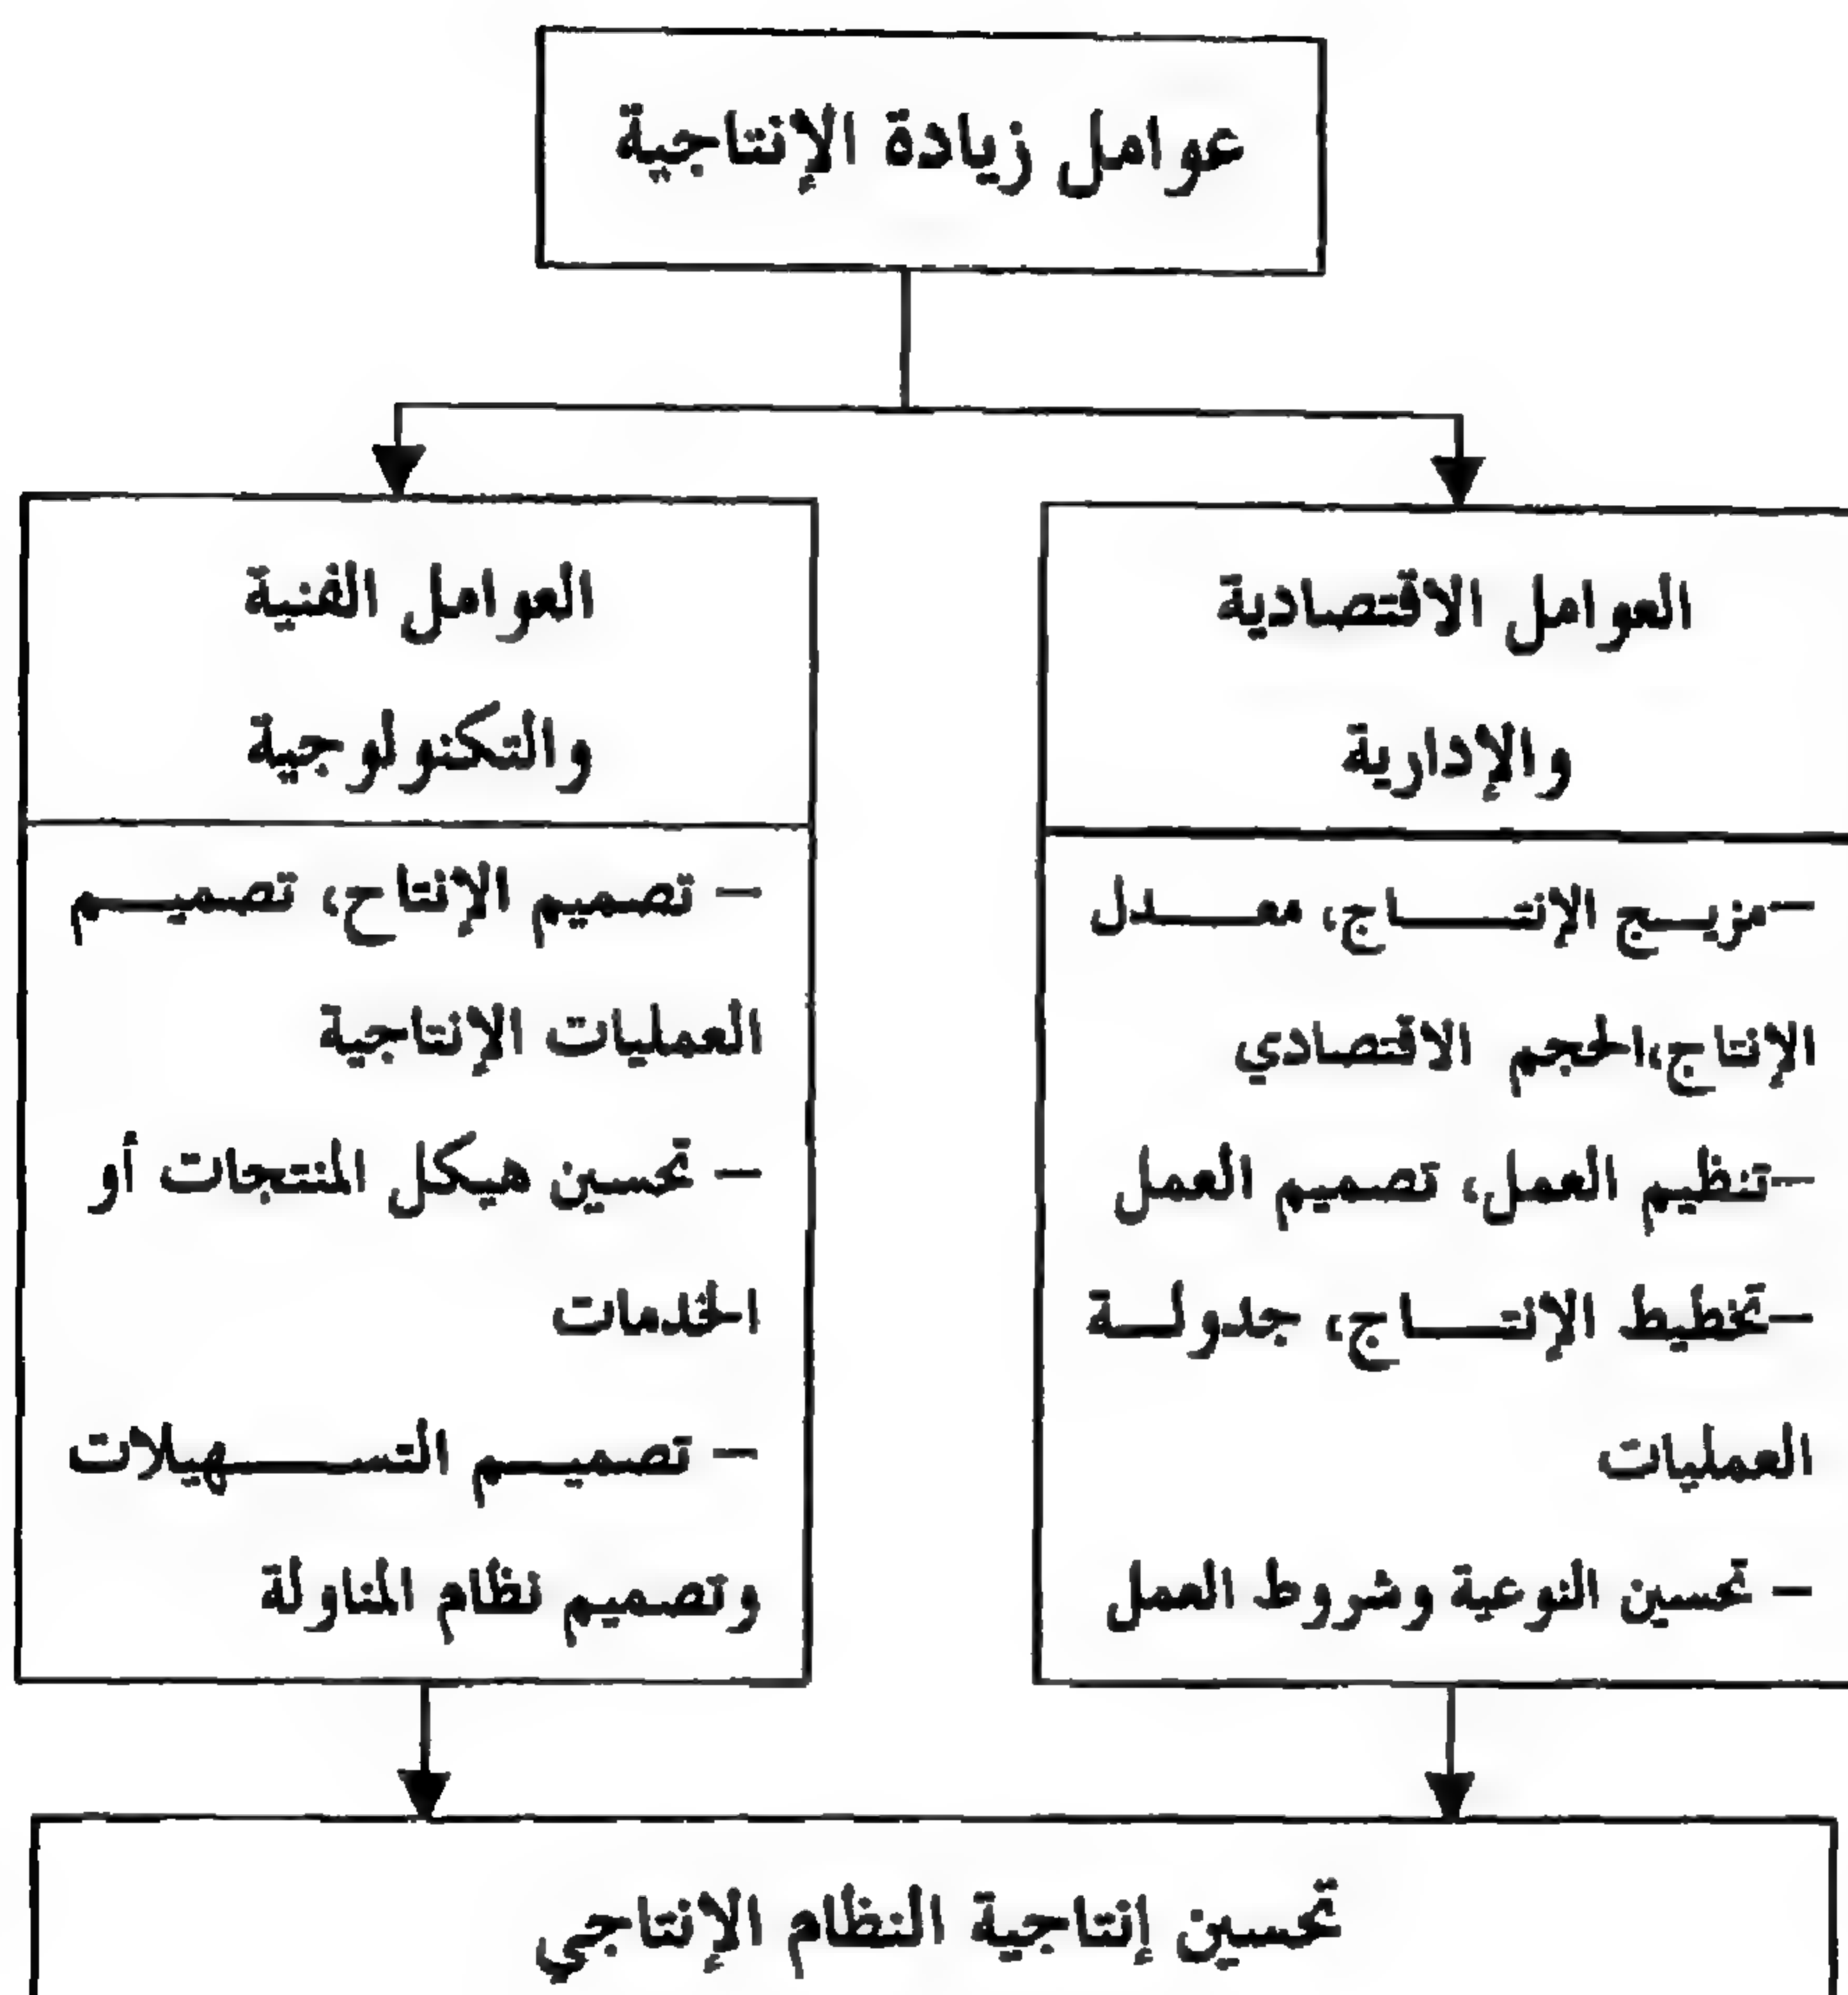 عوامل زيادة الإنتاجية
العوامل الاقتصادية
والإدارية
-مزيج الإنتاج، معدل
الإنتاج،الحجم الاقتصادي
-تنظيم العمل، تصميم العمل
-تخطيط الإنتاج، جدولة
العمليات
- تحسين النوعية وشروط العمل
العوامل الفنية
والتكنولوجية
- تصميم الإنتاح، تصميم
العمليات الإنتاجية
- تحسين هيكل المنتجات أو
الخدمات
- تصميم التسهيلات
وتصميم نظام المناولة
تحسين إنتاجية النظام الإنتاجي